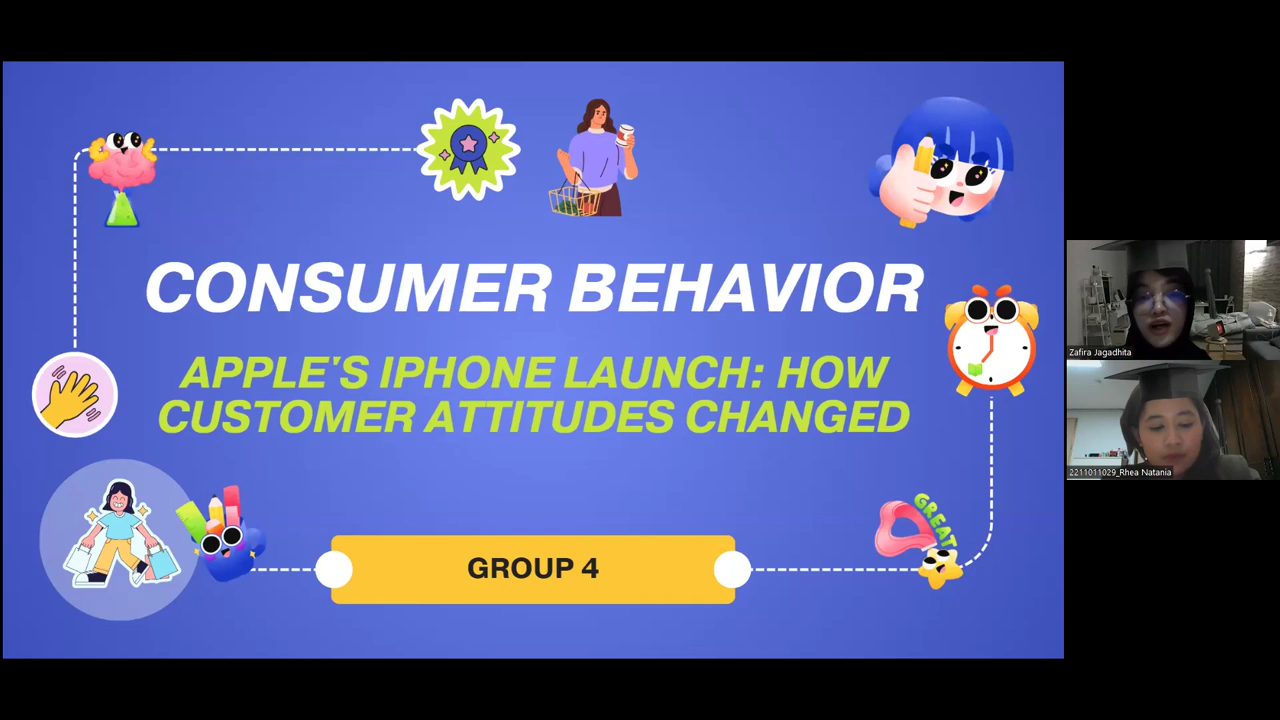 CONSUMER BEHAVIOR
APPLE'S IPHONE LAUNCH: HOW
CUSTOMER ATTITUDES CHANGED
GREAT
GROUP 4
Zafira Jagadhita
2211011029_Rhea Natania